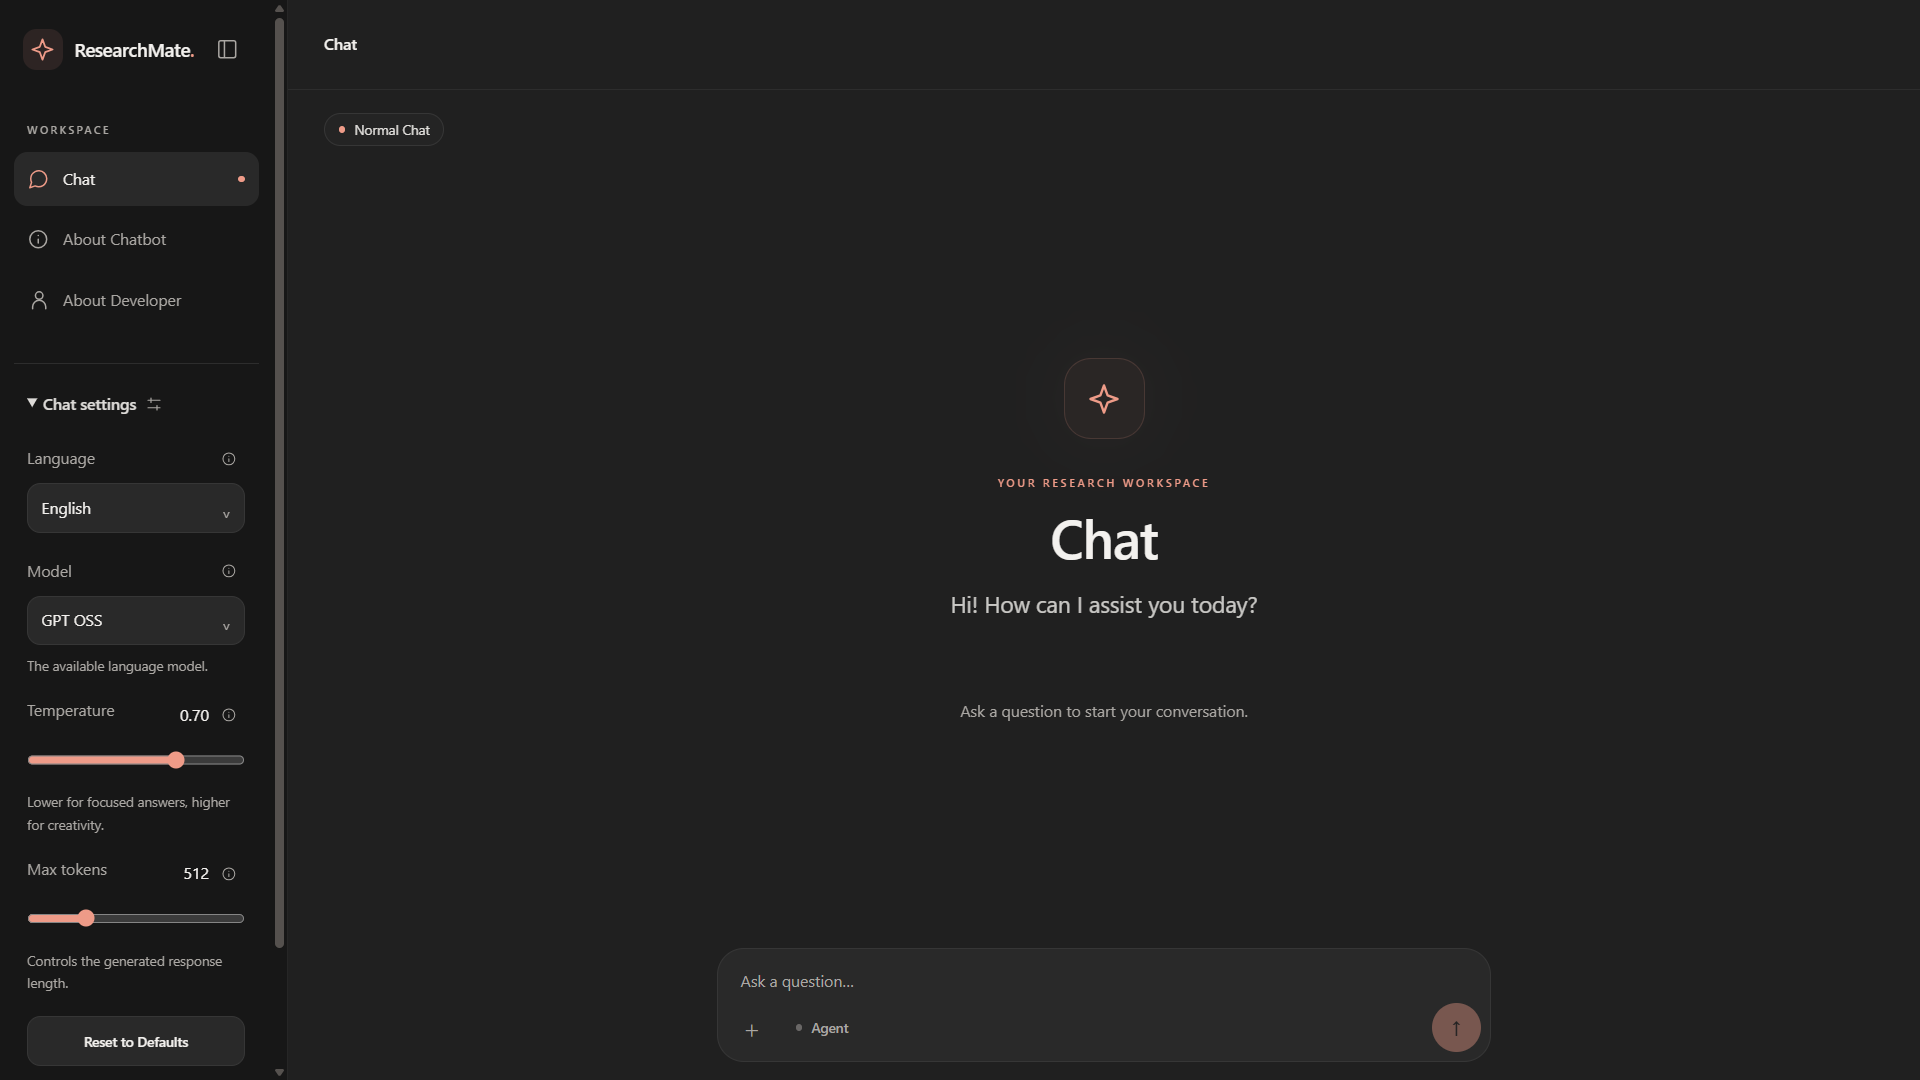 ResearchMate.
WORKSPACE
Chat
About Chatbot
About Developer
Chat settings
Language
English
Model
GPT OSS
The available language model.
Temperature
0.70
Lower for focused answers, higher
for creativity.
Max tokens
512
Controls the generated response
length.
Reset to Defaults
Chat
Normal Chat
YOUR RESEARCH WORKSPACE
Chat
Hi! How can I assist you today?
Ask a question to start your conversation.
Ask a question...
Agent